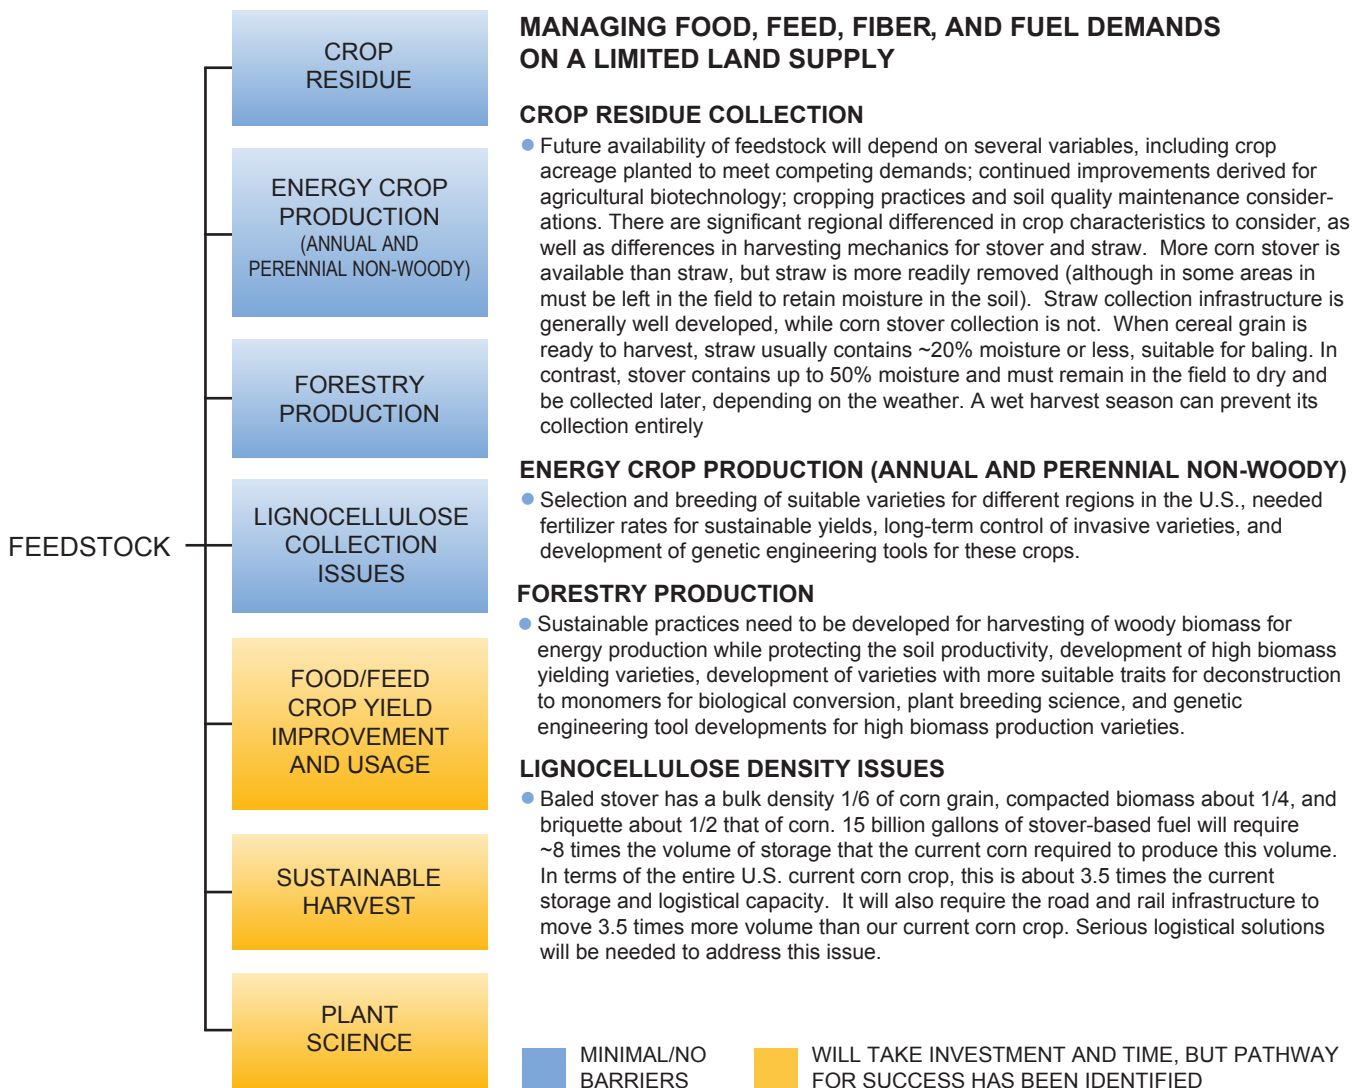 CROP
RESIDUE
ENERGY CROP
PRODUCTION
(ANNUAL AND
PERENNIAL NON-WOODY)
FORESTRY
PRODUCTION
FEEDSTOCK
LIGNOCELLULOSE
COLLECTION
ISSUES
FOOD/FEED
CROP YIELD
IMPROVEMENT
AND USAGE
SUSTAINABLE
HARVEST
PLANT
SCIENCE
MANAGING FOOD, FEED, FIBER, AND FUEL DEMANDS
ON A LIMITED LAND SUPPLY
CROP RESIDUE COLLECTION
● Future availability of feedstock will depend on several variables, including crop
acreage planted to meet competing demands; continued improvements derived for
agricultural biotechnology; cropping practices and soil quality maintenance consider-
ations. There are significant regional differenced in crop characteristics to consider, as
well as differences in harvesting mechanics for stover and straw. More corn stover is
available than straw, but straw is more readily removed (although in some areas in
must be left in the field to retain moisture in the soil). Straw collection infrastructure is
generally well developed, while corn stover collection is not. When cereal grain is
ready to harvest, straw usually contains ~20% moisture or less, suitable for baling. In
contrast, stover contains up to 50% moisture and must remain in the field to dry and
be collected later, depending on the weather. A wet harvest season can prevent its
collection entirely
ENERGY CROP PRODUCTION (ANNUAL AND PERENNIAL NON-WOODY)
● Selection and breeding of suitable varieties for different regions in the U.S., needed
fertilizer rates for sustainable yields, long-term control of invasive varieties, and
development of genetic engineering tools for these crops.
FORESTRY PRODUCTION
● Sustainable practices need to be developed for harvesting of woody biomass for
energy production while protecting the soil productivity, development of high biomass
yielding varieties, development of varieties with more suitable traits for deconstruction
to monomers for biological conversion, plant breeding science, and genetic
engineering tool developments for high biomass production varieties.
LIGNOCELLULOSE DENSITY ISSUES
● Baled stover has a bulk density 1/6 of corn grain, compacted biomass about 1/4, and
briquette about 1/2 that of corn. 15 billion gallons of stover-based fuel will require
~8 times the volume of storage that the current corn required to produce this volume.
In terms of the entire U.S. current corn crop, this is about 3.5 times the current
storage and logistical capacity. It will also require the road and rail infrastructure to
move 3.5 times more volume than our current corn crop. Serious logistical solutions
will be needed to address this issue.
MINIMAL/NO
BARRIERS
WILL TAKE INVESTMENT AND TIME, BUT PATHWAY
FOR SUCCESS HAS BEEN IDENTIFIED